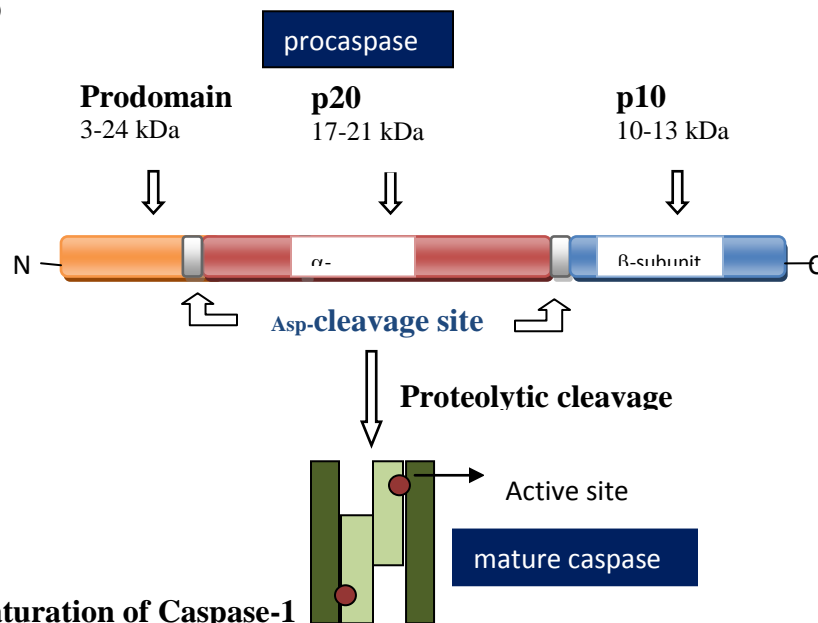 procaspase
Prodomain p20 p10
3-24 kDa 17-21 kDa 10-13 kDa
N α- β-subunit
Asp-cleavage site
Proteolytic cleavage
Active site
mature caspase
of Caspase-1